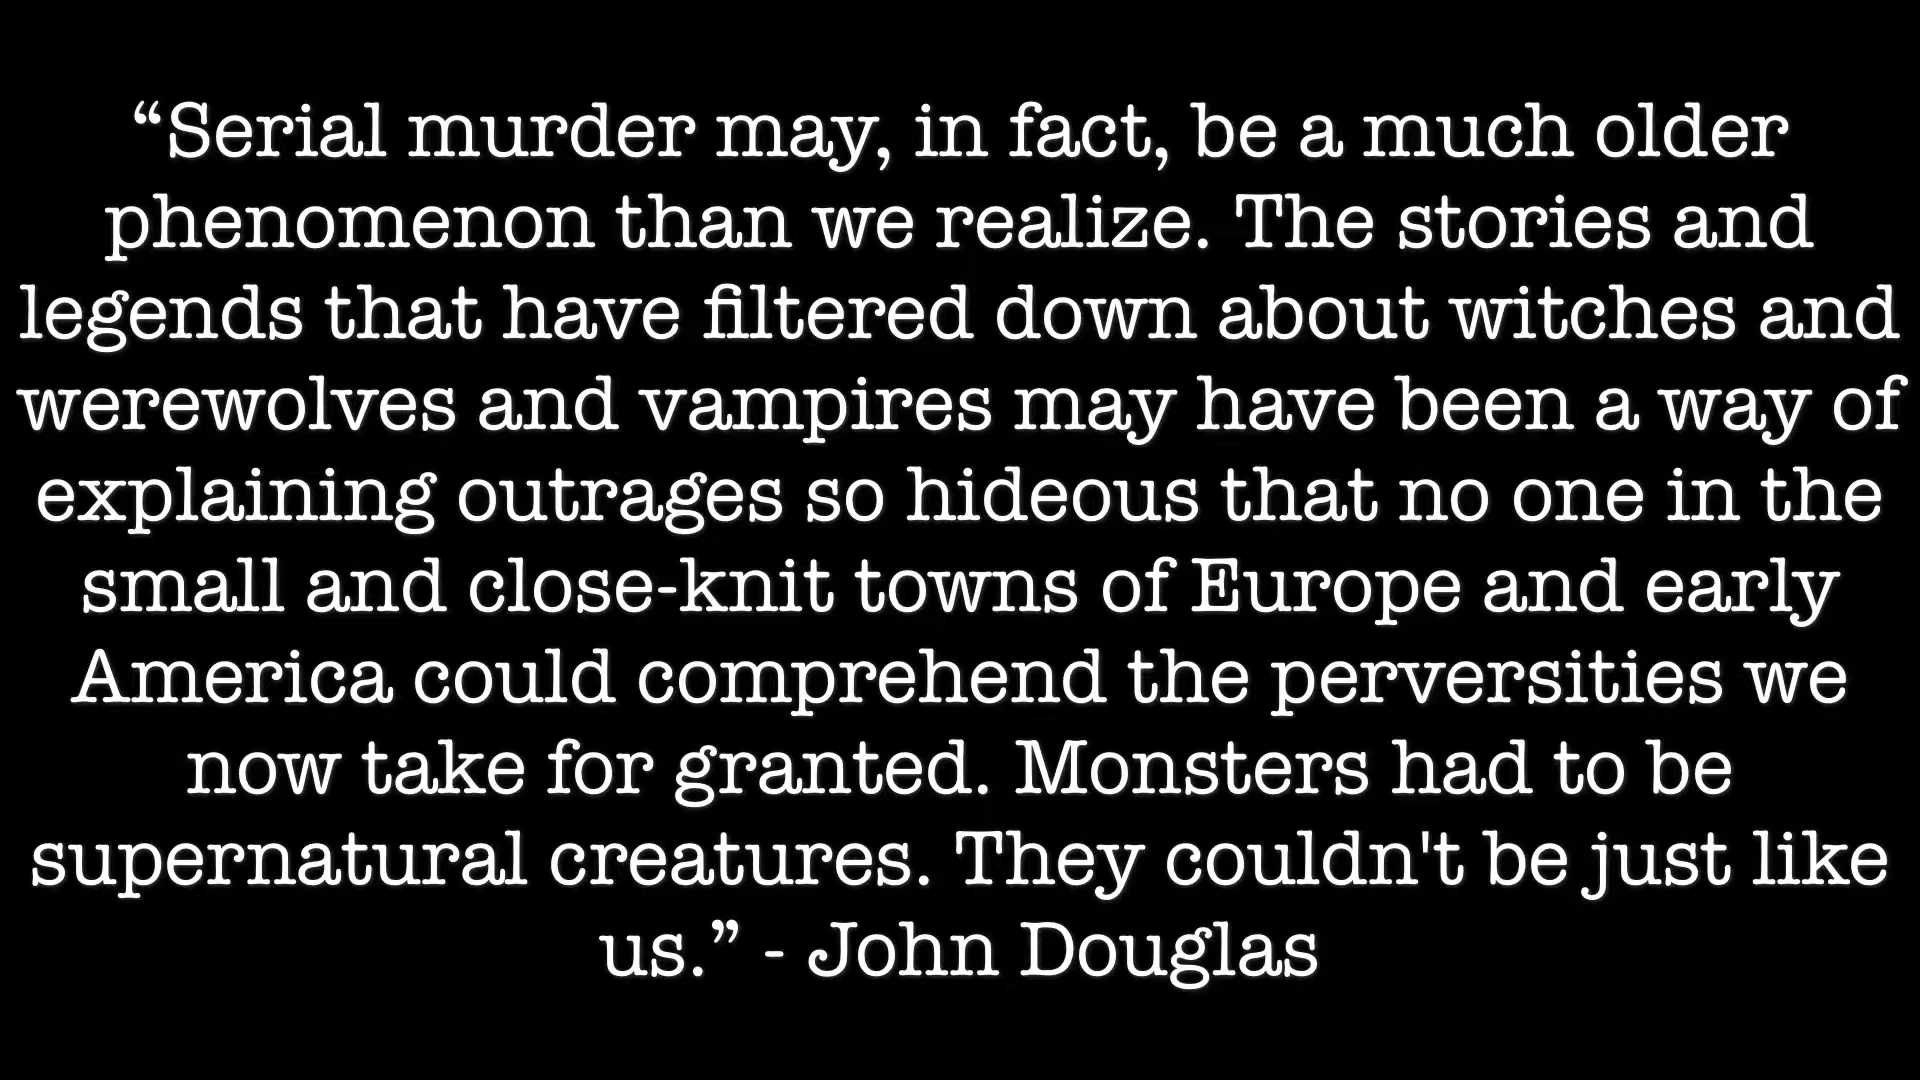 “Serial murder may, in fact, be a much older
phenomenon than we realize. The stories and
legends that have filtered down about witches and
werewolves and vampires may have been a way of
explaining outrages so hideous that no one in the
small and close-knit towns of Europe and early
America could comprehend the perversities we
now take for granted. Monsters had to be
supernatural creatures. They couldn't be just like
us.” - John Douglas